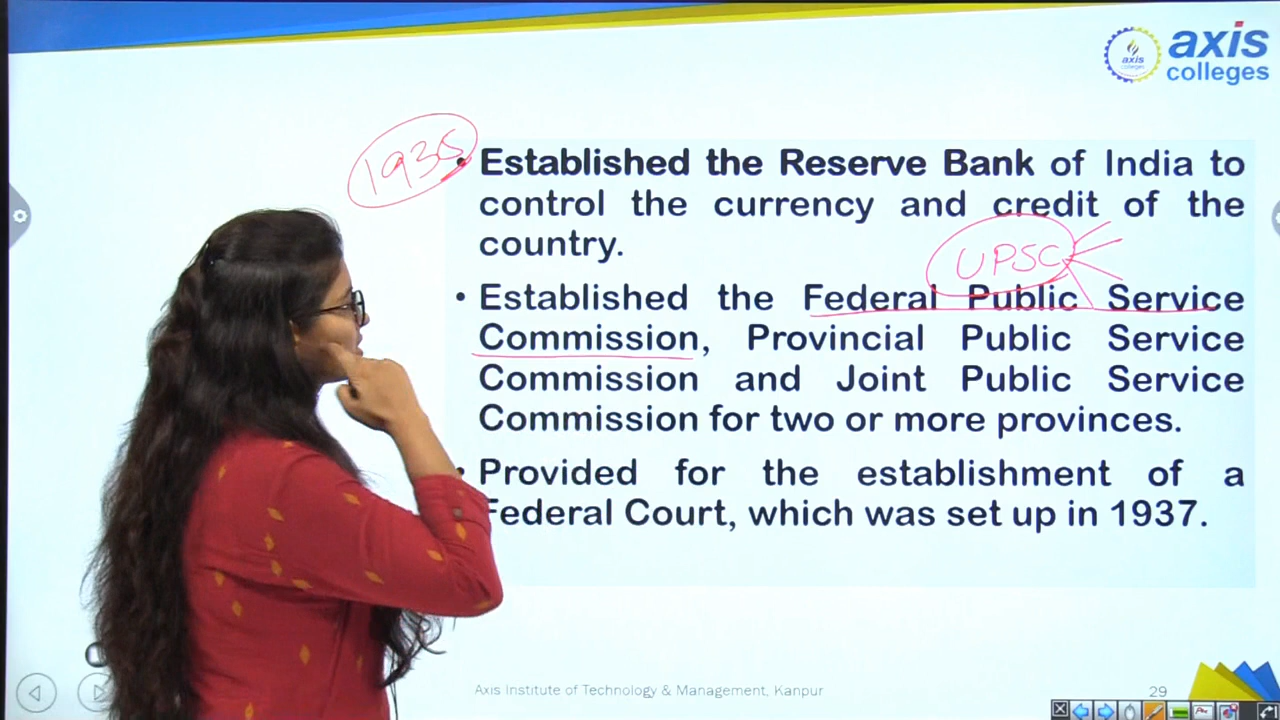 axis
colleges
axis
colleges
1935
• Established the Reserve Bank of India to
control the currency and credit of the
country.
UPSC
• Established the Federal Public Service
Commission, Provincial Public Service
Commission and Joint Public Service
Commission for two or more provinces.
• Provided for the establishment of a
Federal Court, which was set up in 1937.
Axis Institute of Technology & Management, Kanpur
29